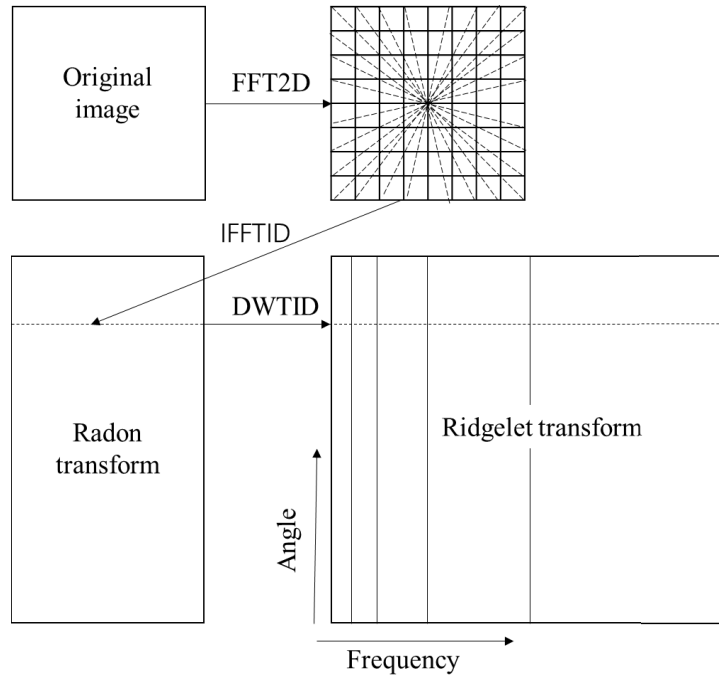 Original
image
FFT2D
IFFTID
DWTID
Radon
transform
Ridgelet transform
Angle
Frequency